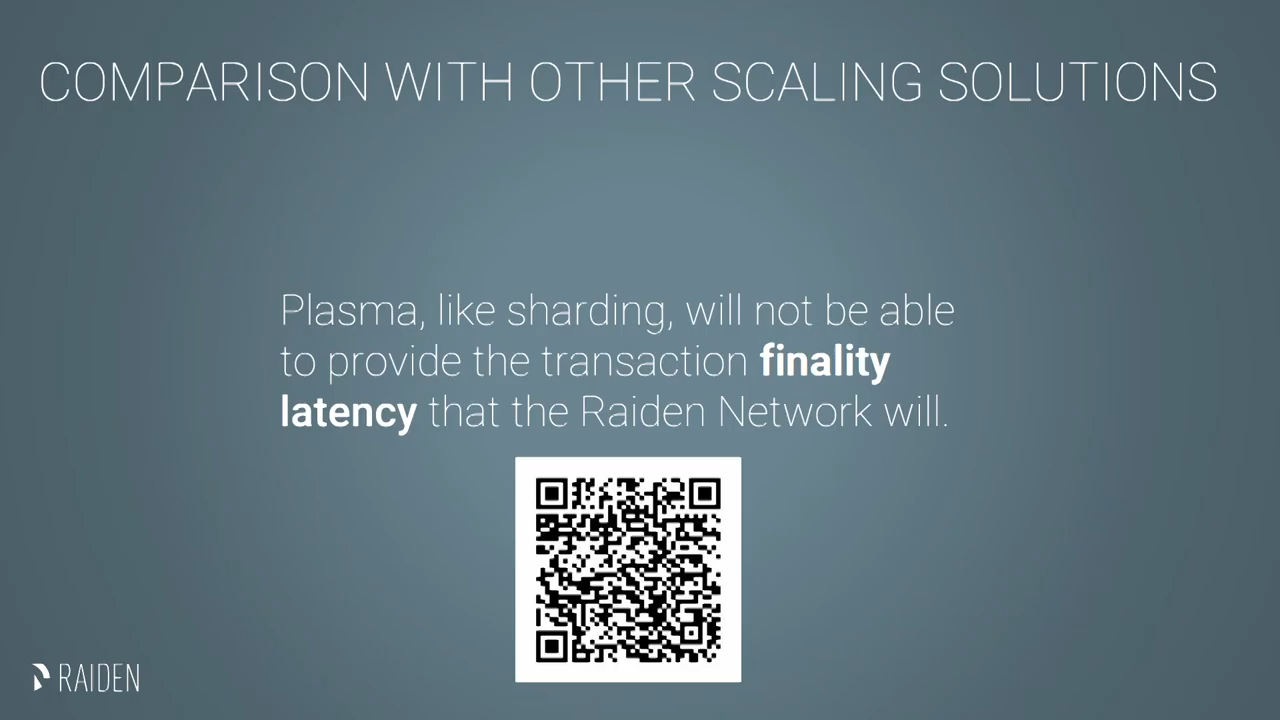 COMPARISON WITH OTHER SCALING SOLUTIONS
Plasma, like sharding, will not be able
to provide the transaction finality
latency that the Raiden Network will.
RAIDEN